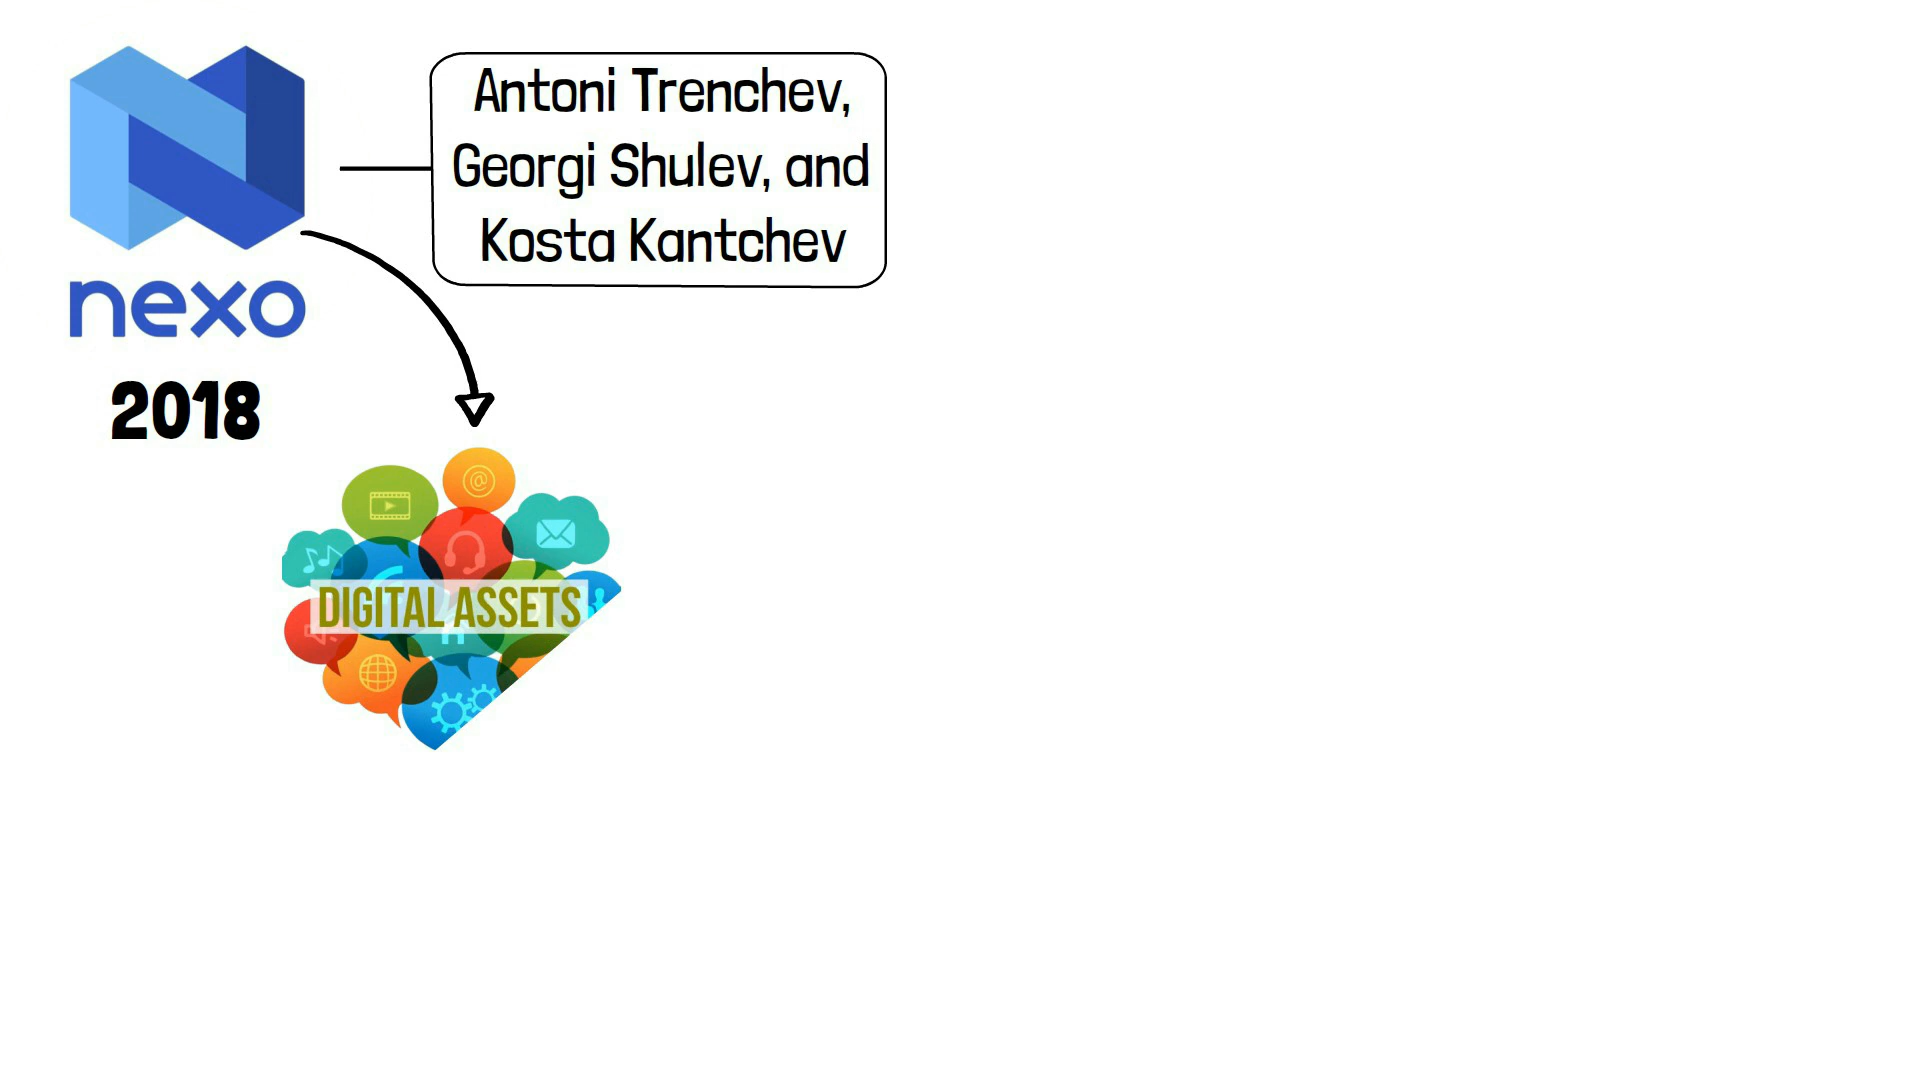 Antoni Trenchev,
Georgi Shulev, and
Kosta Kantchev
nexo
2018
@
DIGITAL ASSETS